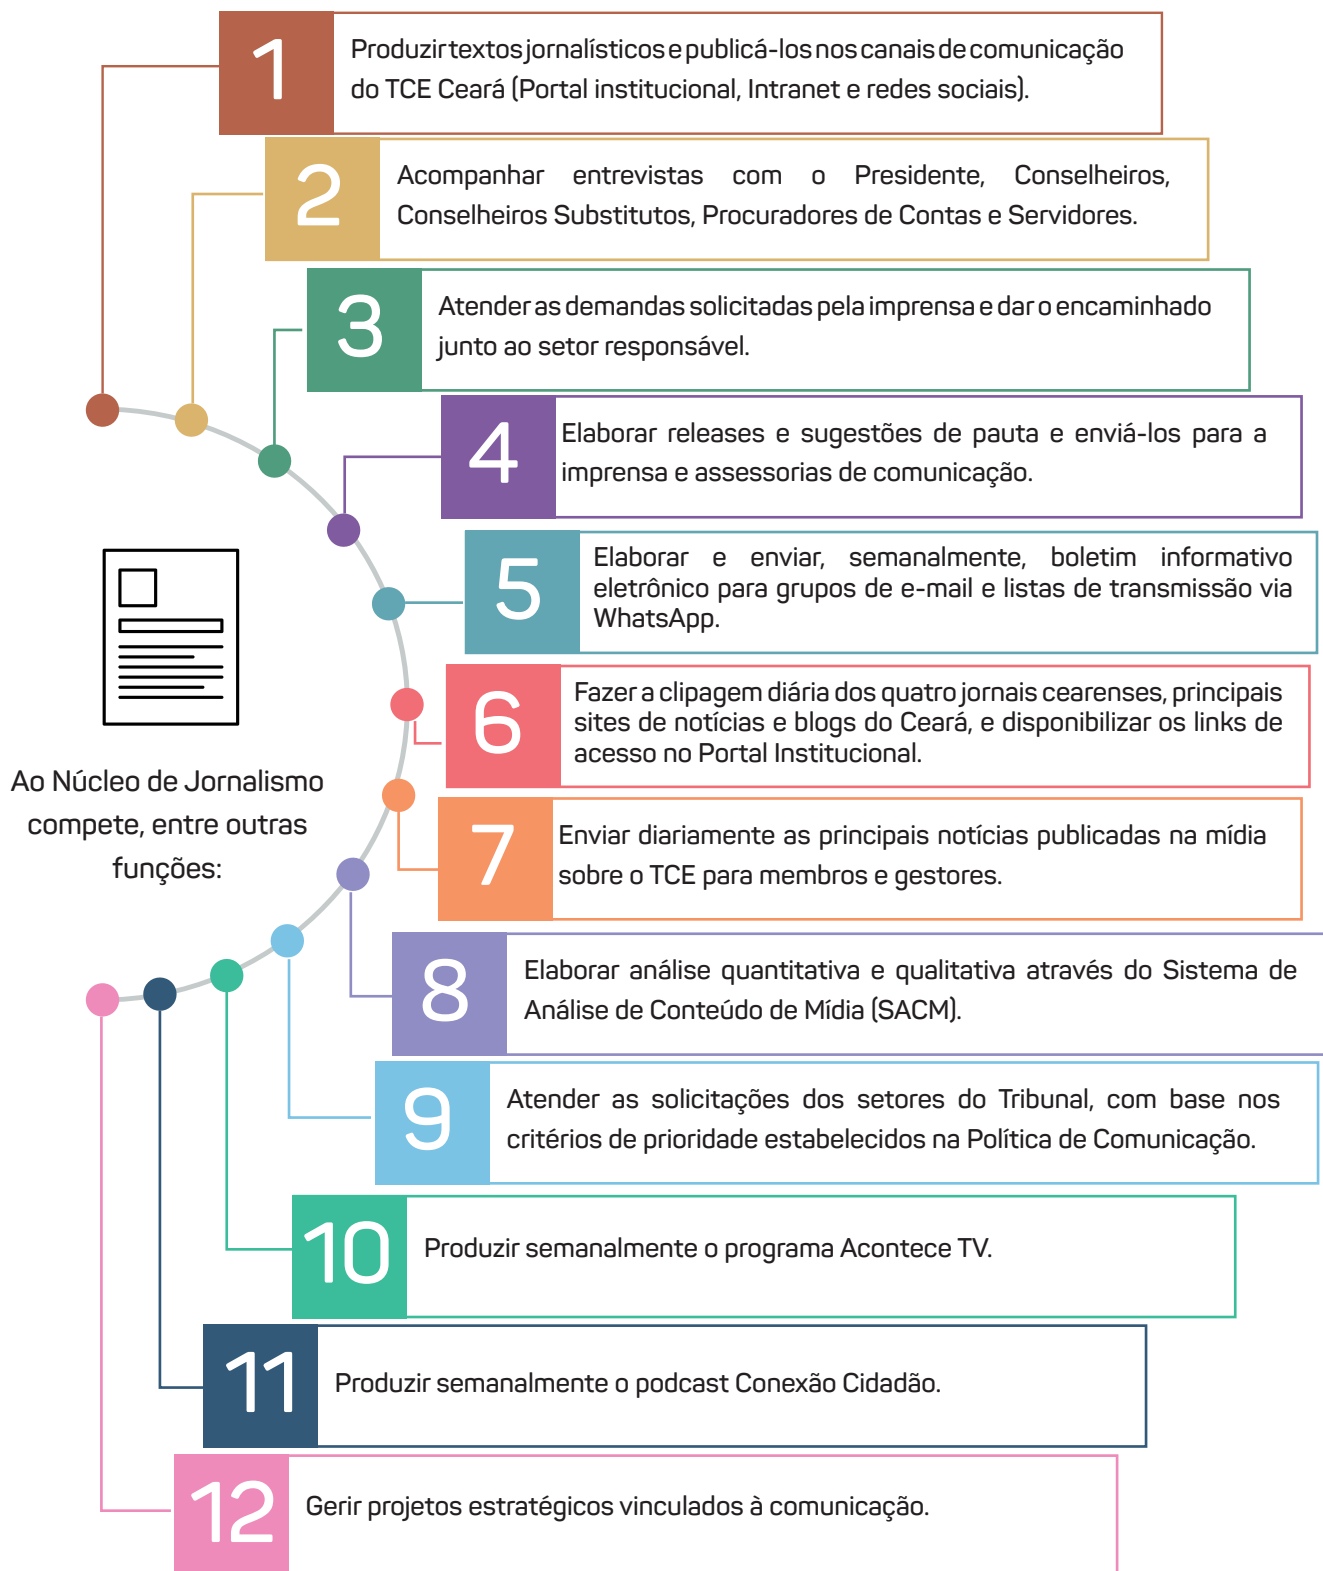 1
Produzir textos jornalísticos e publicá-los nos canais de comunicação
do TCE Ceará (Portal institucional, Intranet e redes sociais).
2
Acompanhar entrevistas com o Presidente, Conselheiros,
Conselheiros Substitutos, Procuradores de Contas e Servidores.
3
Atender as demandas solicitadas pela imprensa e dar o encaminhado
junto ao setor responsável.
4
Elaborar releases e sugestões de pauta e enviá-los para a
imprensa e assessorias de comunicação.
5
Elaborar e enviar, semanalmente, boletim informativo
eletrônico para grupos de e-mail e listas de transmissão via
WhatsApp.
6
Fazer a clipagem diária dos quatro jornais cearenses, principais
sites de notícias e blogs do Ceará, e disponibilizar os links de
acesso no Portal Institucional.
Ao Núcleo de Jornalismo
compete, entre outras
funções:
7
Enviar diariamente as principais notícias publicadas na mídia
sobre o TCE para membros e gestores.
8
Elaborar análise quantitativa e qualitativa através do Sistema de
Análise de Conteúdo de Mídia (SACM).
9
Atender as solicitações dos setores do Tribunal, com base nos
critérios de prioridade estabelecidos na Política de Comunicação.
10
Produzir semanalmente o programa Acontece TV.
11
Produzir semanalmente o podcast Conexão Cidadão.
12
Gerir projetos estratégicos vinculados à comunicação.